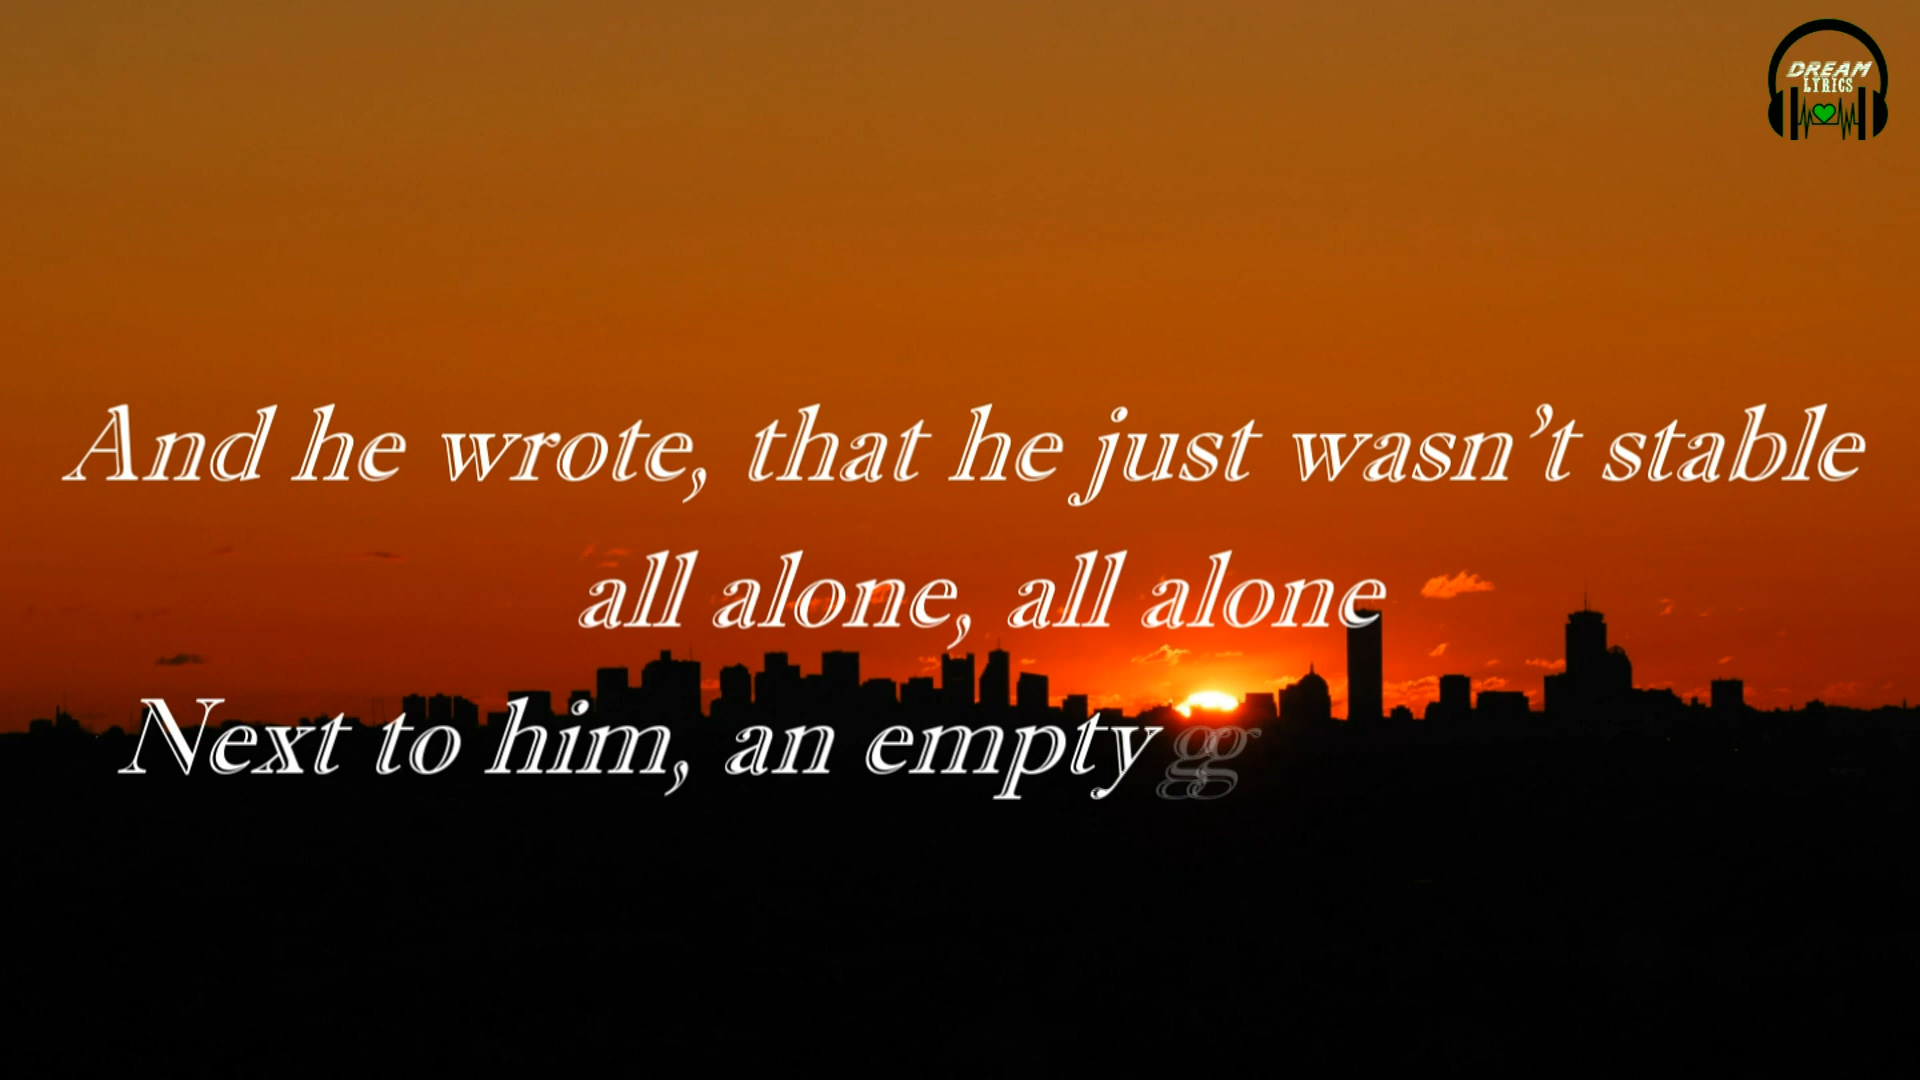 DREAM
LYRICS
And he wrote, that he just wasn’t stable
all alone, all alone
Next to him, an empty